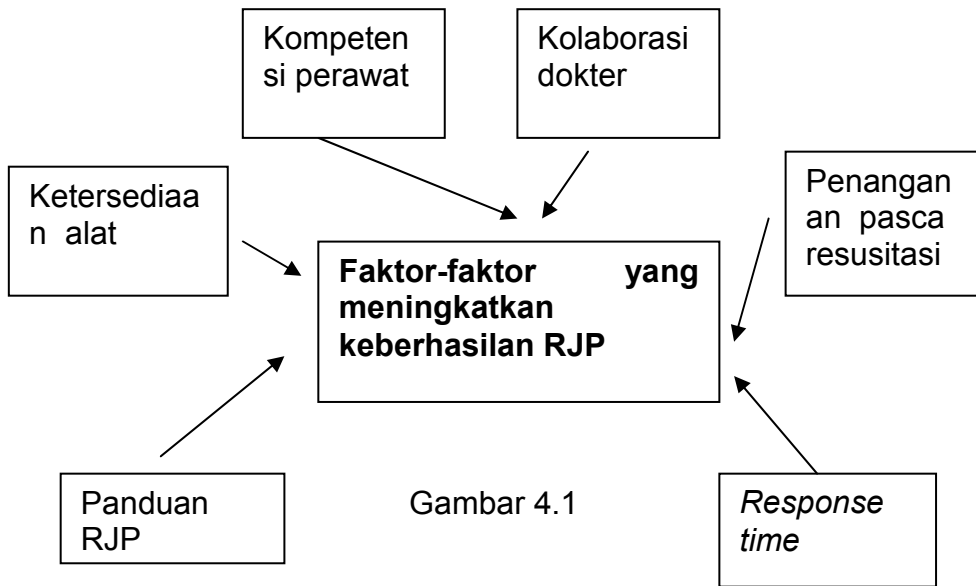 Kompeten
si perawat
Kolaborasi
dokter
Ketersediaa
n alat
Penangan
an pasca
resusitasi
Faktor-faktor yang
meningkatkan
keberhasilan RJP
Panduan
RJP
Gambar 4.1
Response
time